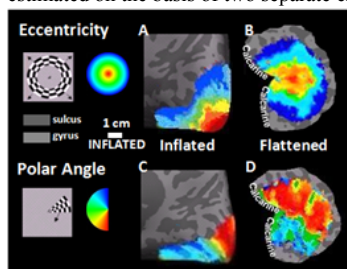 Eccentricity
A
B
sulcus
gyrus
1 cm
INFLATED
Calcarine
Calcarine
Inflated
Flattened
Polar Angle
C
D
Calcarine
Calcarine